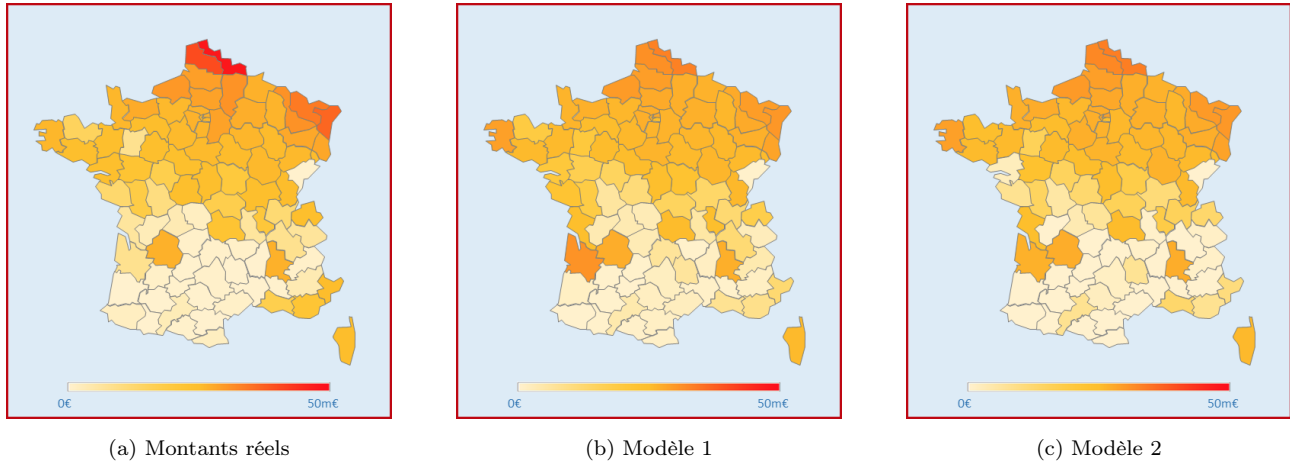 0€ 50m€
0€ 50m€
0€ 50m€
(a) Montants réels
(b) Modèle 1
(c) Modèle 2